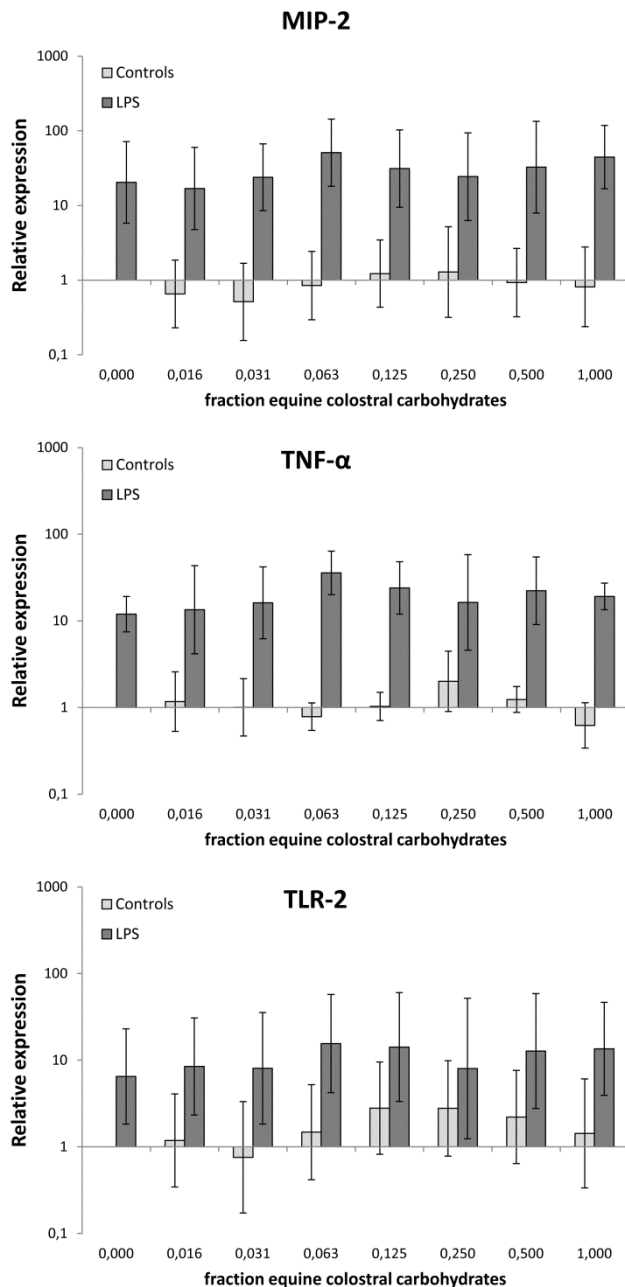 MIP-2
1000
Controls
LPS
100
10
1
0,1
Relative expression
0,000 0,016 0,031 0,063 0,125 0,250 0,500 1,000
fraction equine colostral carbohydrates
TNF-α
1000
Controls
LPS
100
10
1
0,1
Relative expression
0,000 0,016 0,031 0,063 0,125 0,250 0,500 1,000
fraction equine colostral carbohydrates
TLR-2
1000
Controls
LPS
100
10
1
0,1
Relative expression
0,000 0,016 0,031 0,063 0,125 0,250 0,500 1,000
fraction equine colostral carbohydrates